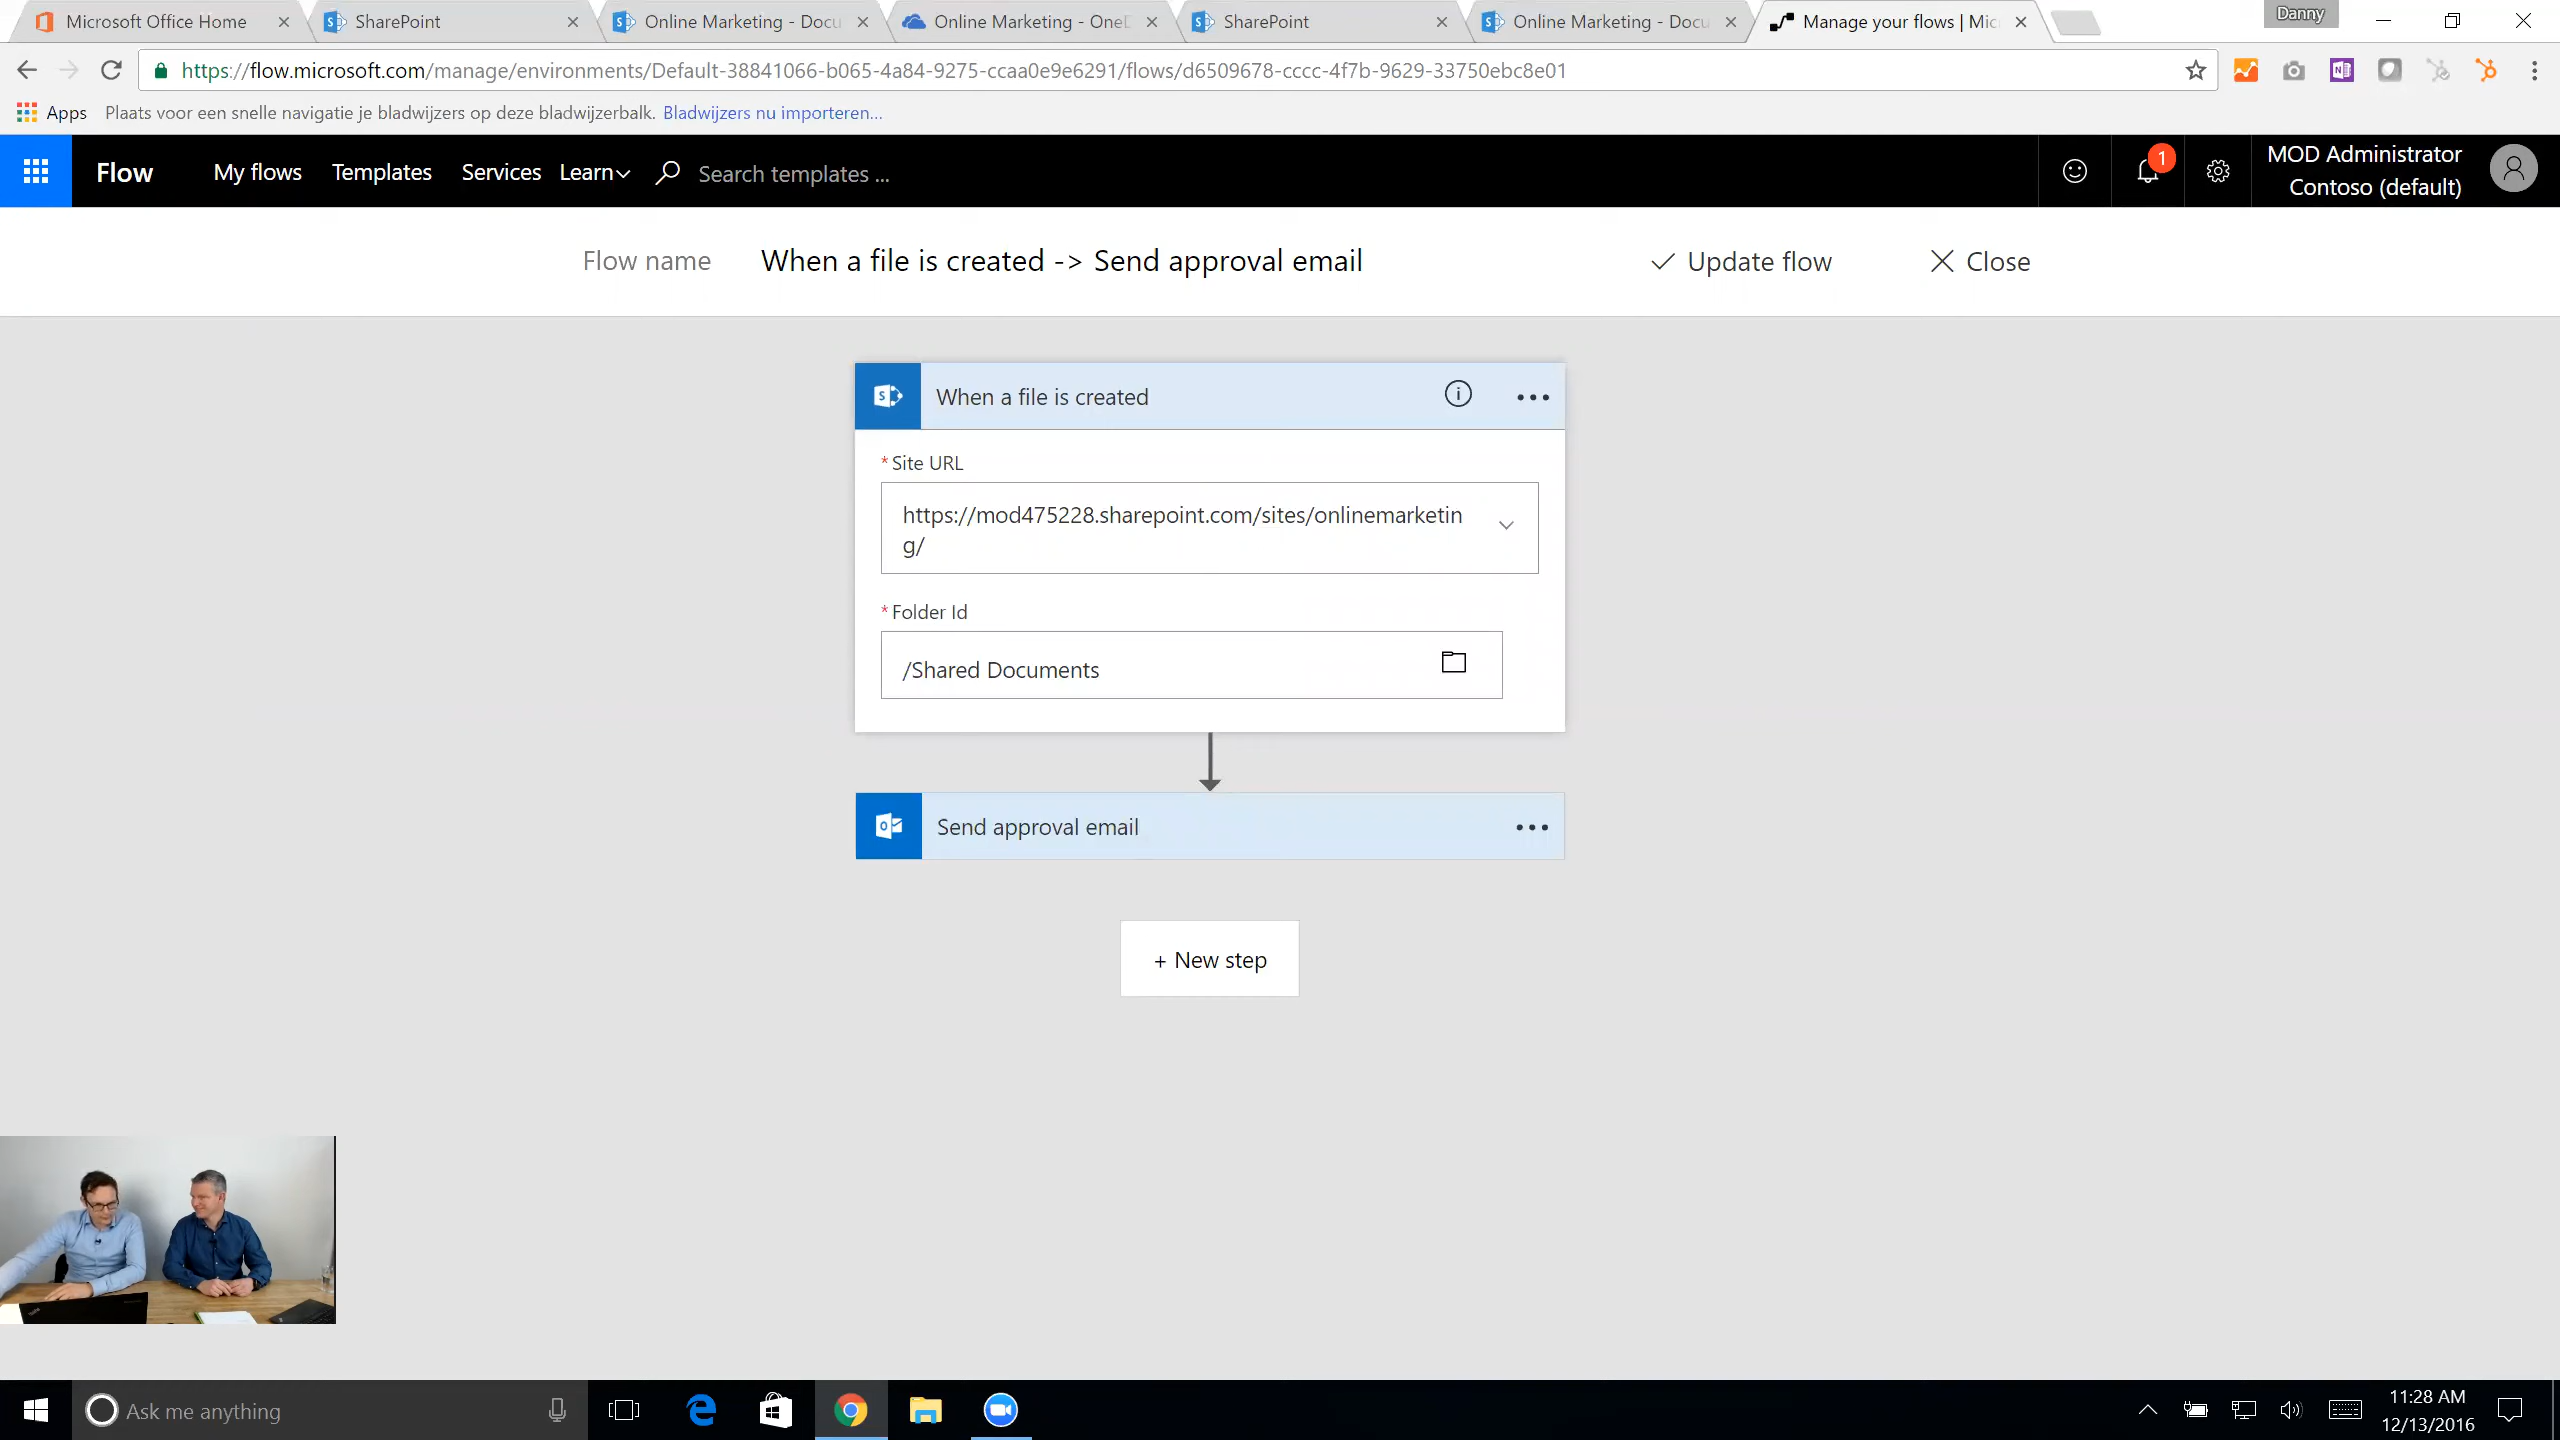 Microsoft Office Home
SharePoint
Online Marketing - Docu
Online Marketing - OneD
SharePoint
Online Marketing - Docu
Manage your flows | Mic
Danny
https://flow.microsoft.com/manage/environments/Default-38841066-b065-4a84-9275-ccaa0e9e6291/flows/d6509678-cccc-4f7b-9629-33750ebc8e01
Apps Plaats voor een snelle navigatie je bladwijzers op deze bladwijzerbalk. Bladwijzers nu importeren...
Flow My flows Templates Services Learn Search templates ...
1
MOD Administrator
Contoso (default)
Flow name When a file is created -> Send approval email
Update flow
Close
When a file is created
* Site URL
https://mod475228.sharepoint.com/sites/onlinemarketin
g/
* Folder Id
/Shared Documents
Send approval email
+ New step
Ask me anything
11:28 AM
12/13/2016